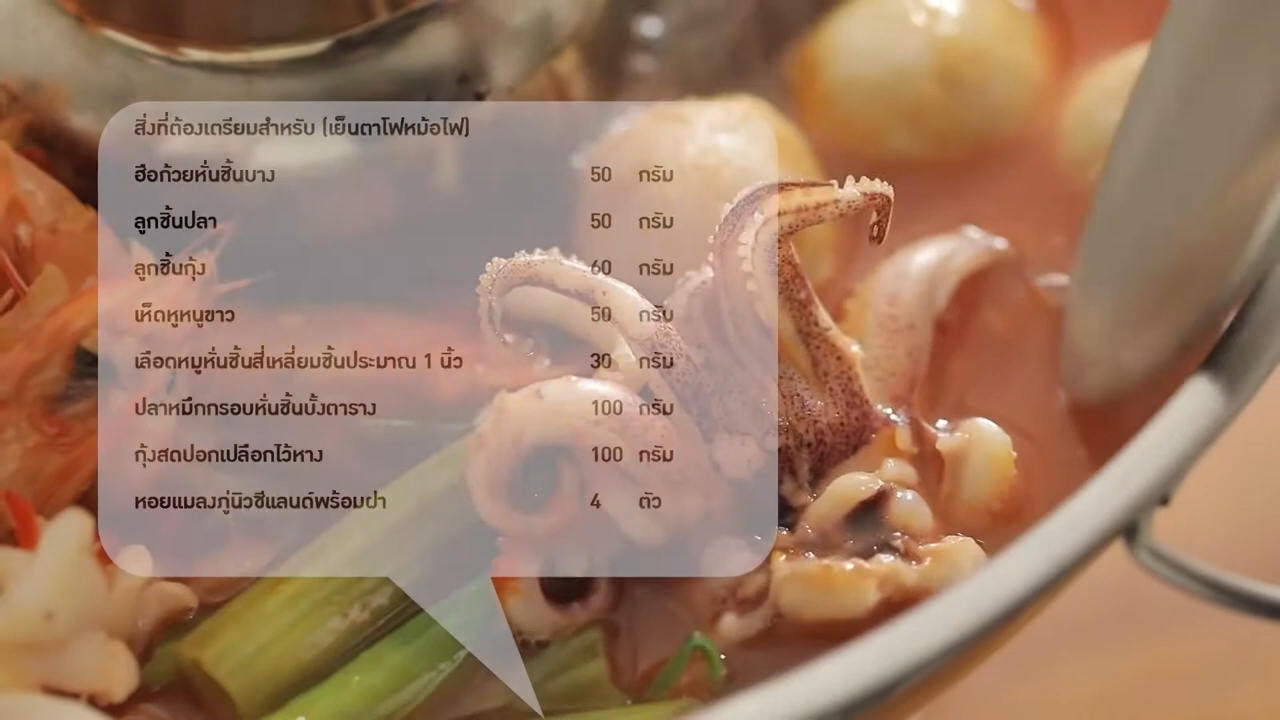 สิ่งที่ต้องเตรียมสำหรับ (เย็นตาโฟหม้อไฟ)
ฮือก้วยหั่นชิ้นบาง 50 กรัม
ลูกชิ้นปลา 50 กรัม
ลูกชิ้นกุ้ง 60 กรัม
เห็ดหูหนูขาว 50 กรัม
เลือดหมูหั่นชิ้นสี่เหลี่ยมชิ้นประมาณ 1 นิ้ว 30 กรัม
ปลาหมึกกรอบหั่นชิ้นบั้งตาราง 100 กรัม
กุ้งสดปอกเปลือกไว้หาง 100 กรัม
หอยแมลงภู่นิวซีแลนด์พร้อมฝา 4 ตัว